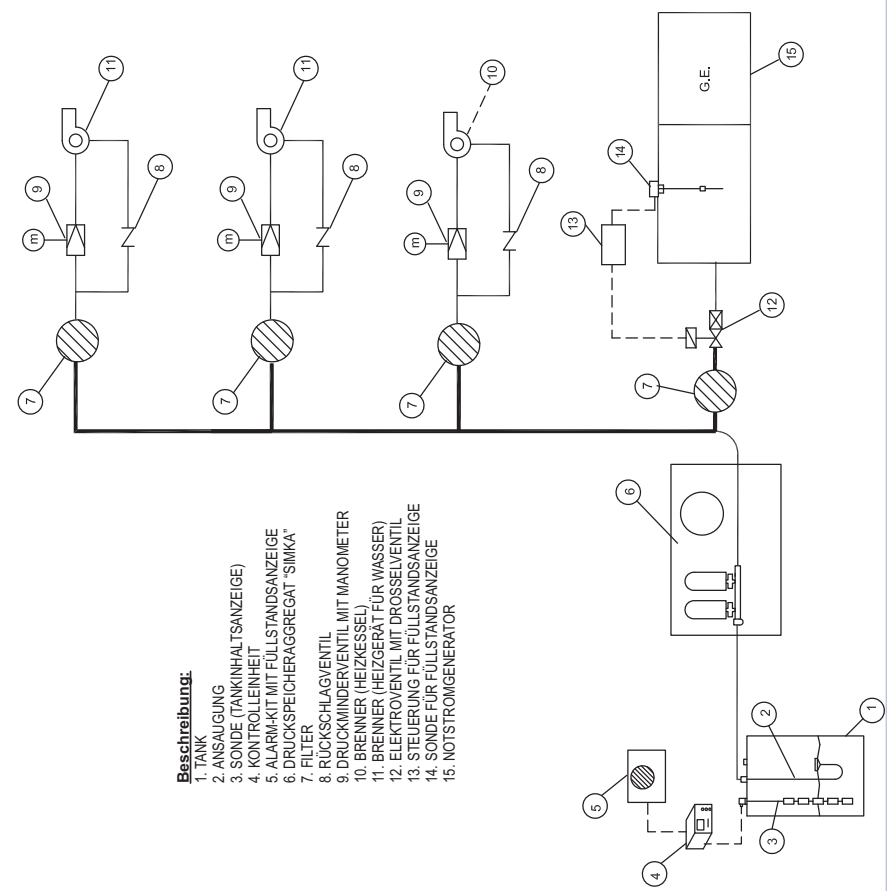 Beschreibung:
1. TANK
2. ANSAUGUNG
3. SONDE (TANKINHALTSANZEIGE)
4. KONTROLLEINHEIT
5. ALARM-KIT MIT FÜLLSTANDSANZEIGE
6. DRUCKSPEICHERAGGREGAT "SIMKA"
7. FILTER
8. RÜCKSCHLAGVENTIL
9. DRUCKMINDERVENTIL MIT MANOMETER
10. BRENNER (HEIZKESSEL)
11. BRENNER (HEIZGERÄT FÜR WASSER)
12. ELEKTROVENTIL MIT DROSSELVENTIL
13. STEUERUNG FÜR FÜLLSTANDSANZEIGE
14. SONDE FÜR FÜLLSTANDSANZEIGE
15. NOTSTROMGENERATOR
7
m
9
8
11
7
m
9
8
11
7
m
9
8
10
7
12
13
14
G.E.
15
6
5
4
3
2
1